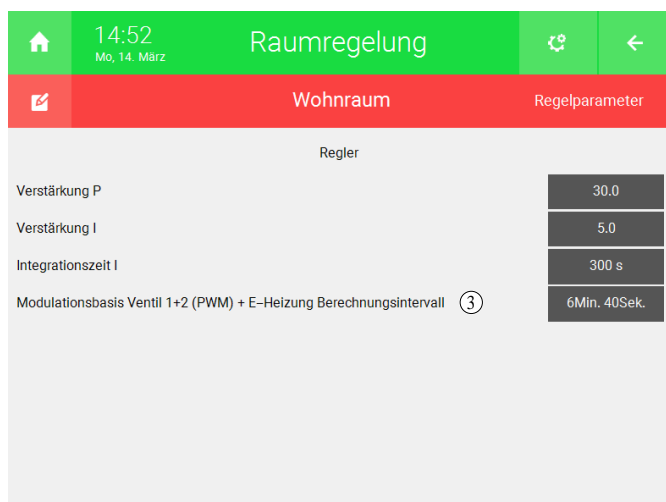 14:52
Mo, 14. März
Raumregelung
Wohnraum
Regelparameter
Regler
Verstärkung P
30.0
Verstärkung I
5.0
Integrationszeit I
300 s
Modulationsbasis Ventil 1+2 (PWM) + E–Heizung Berechnungsintervall
3
6Min. 40Sek.